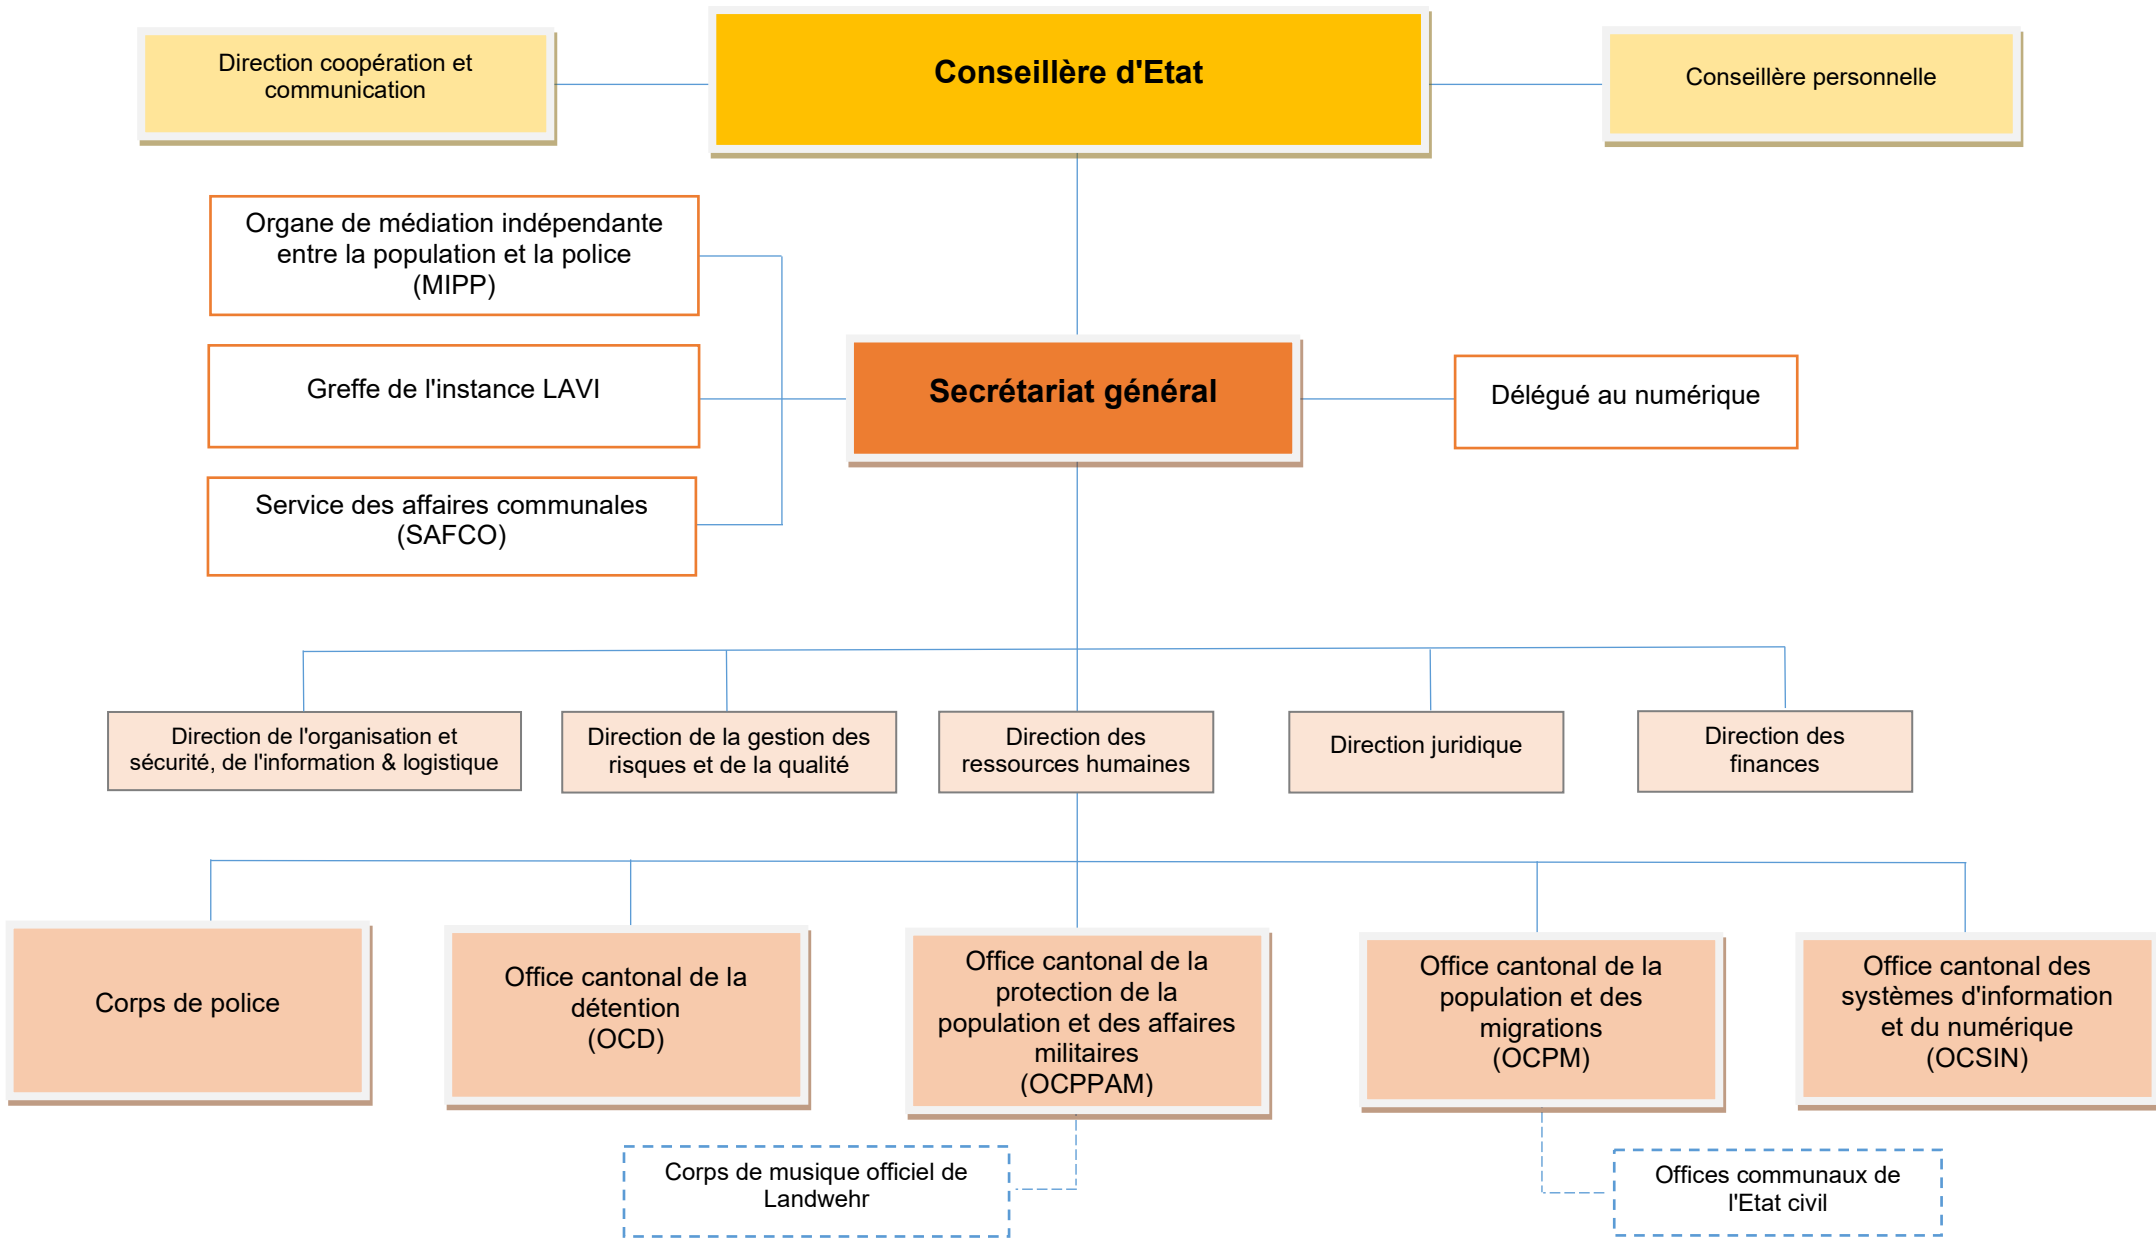 Direction coopération et
communication
Conseillère d'Etat
Conseillère personnelle
Organe de médiation indépendante
entre la population et la police
(MIPP)
Greffe de l'instance LAVI
Secrétariat général
Délégué au numérique
Service des affaires communales
(SAFCO)
Direction de l'organisation et
sécurité, de l'information & logistique
Direction de la gestion des
risques et de la qualité
Direction des
ressources humaines
Direction juridique
Direction des
finances
Corps de police
Office cantonal de la
détention
(OCD)
Office cantonal de la
protection de la
population et des affaires
militaires
(OCPPAM)
Office cantonal de la
population et des
migrations
(OCPM)
Office cantonal des
systèmes d'information
et du numérique
(OCSIN)
Corps de musique officiel de
Landwehr
Offices communaux de
l'Etat civil